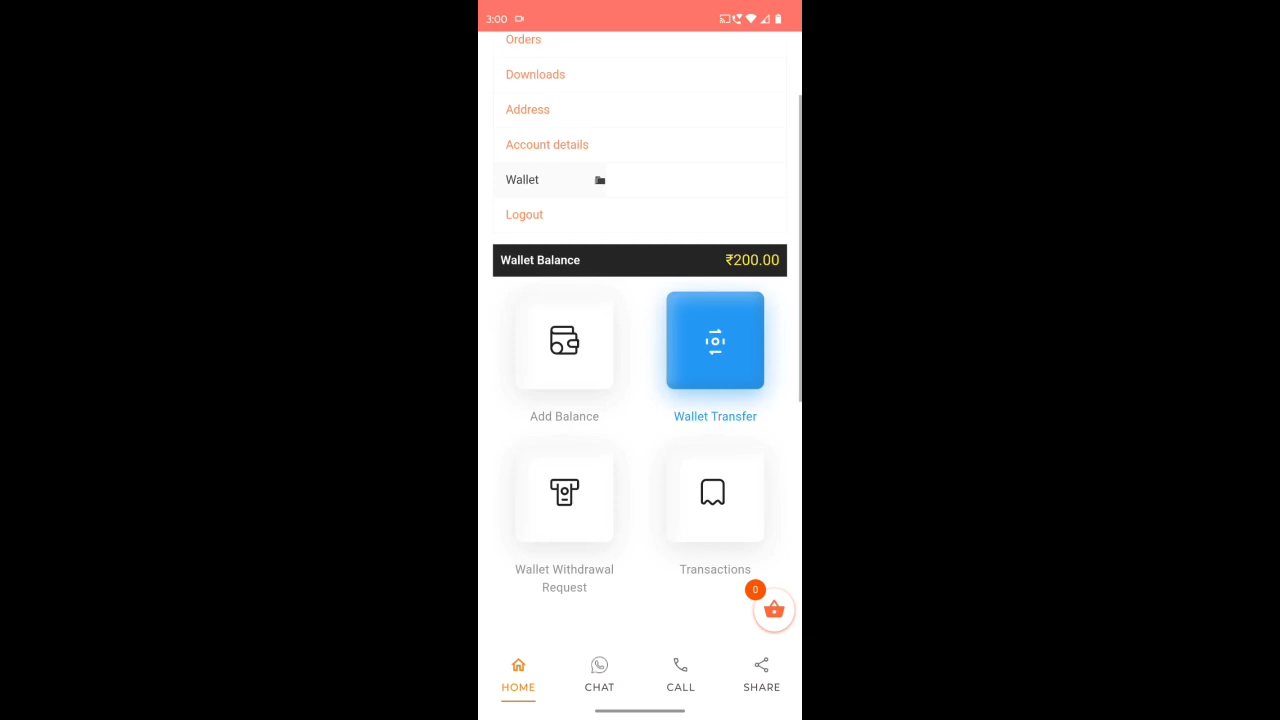 3:00
Orders
Downloads
Address
Account details
Wallet
Logout
Wallet Balance ₹200.00
Add Balance Wallet Transfer
Wallet Withdrawal Request Transactions
0
HOME CHAT CALL SHARE